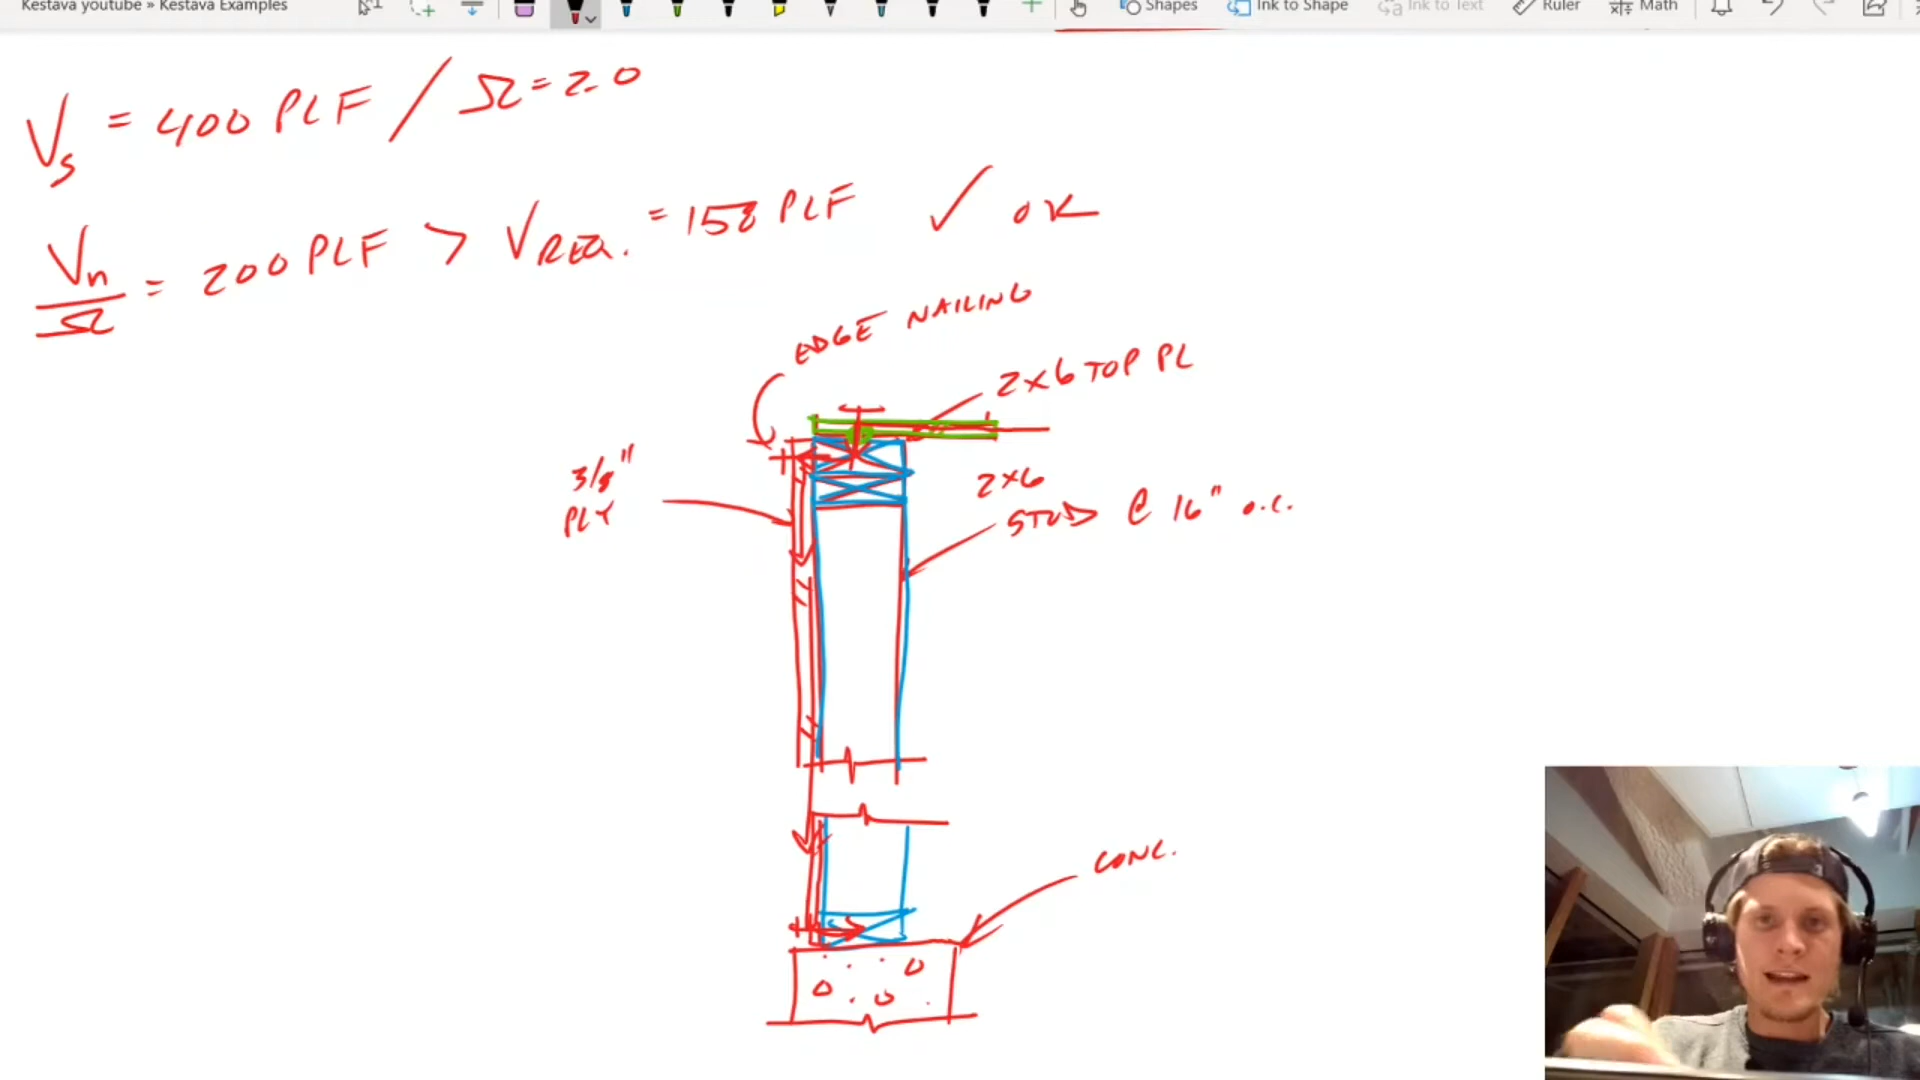 Kestava youtube » Kestava Examples
Shapes
Ink to Shape
Ink to Text
Ruler
Math
Vs = 400 PLF / Ω = 2.0
Vn/Ω = 200 PLF > VREQ. = 158 PLF ✓ OK
EDGE NAILING
2x6 TOP PL
3/8" PLY
2x6
STUD @ 16" o.c.
CONC.